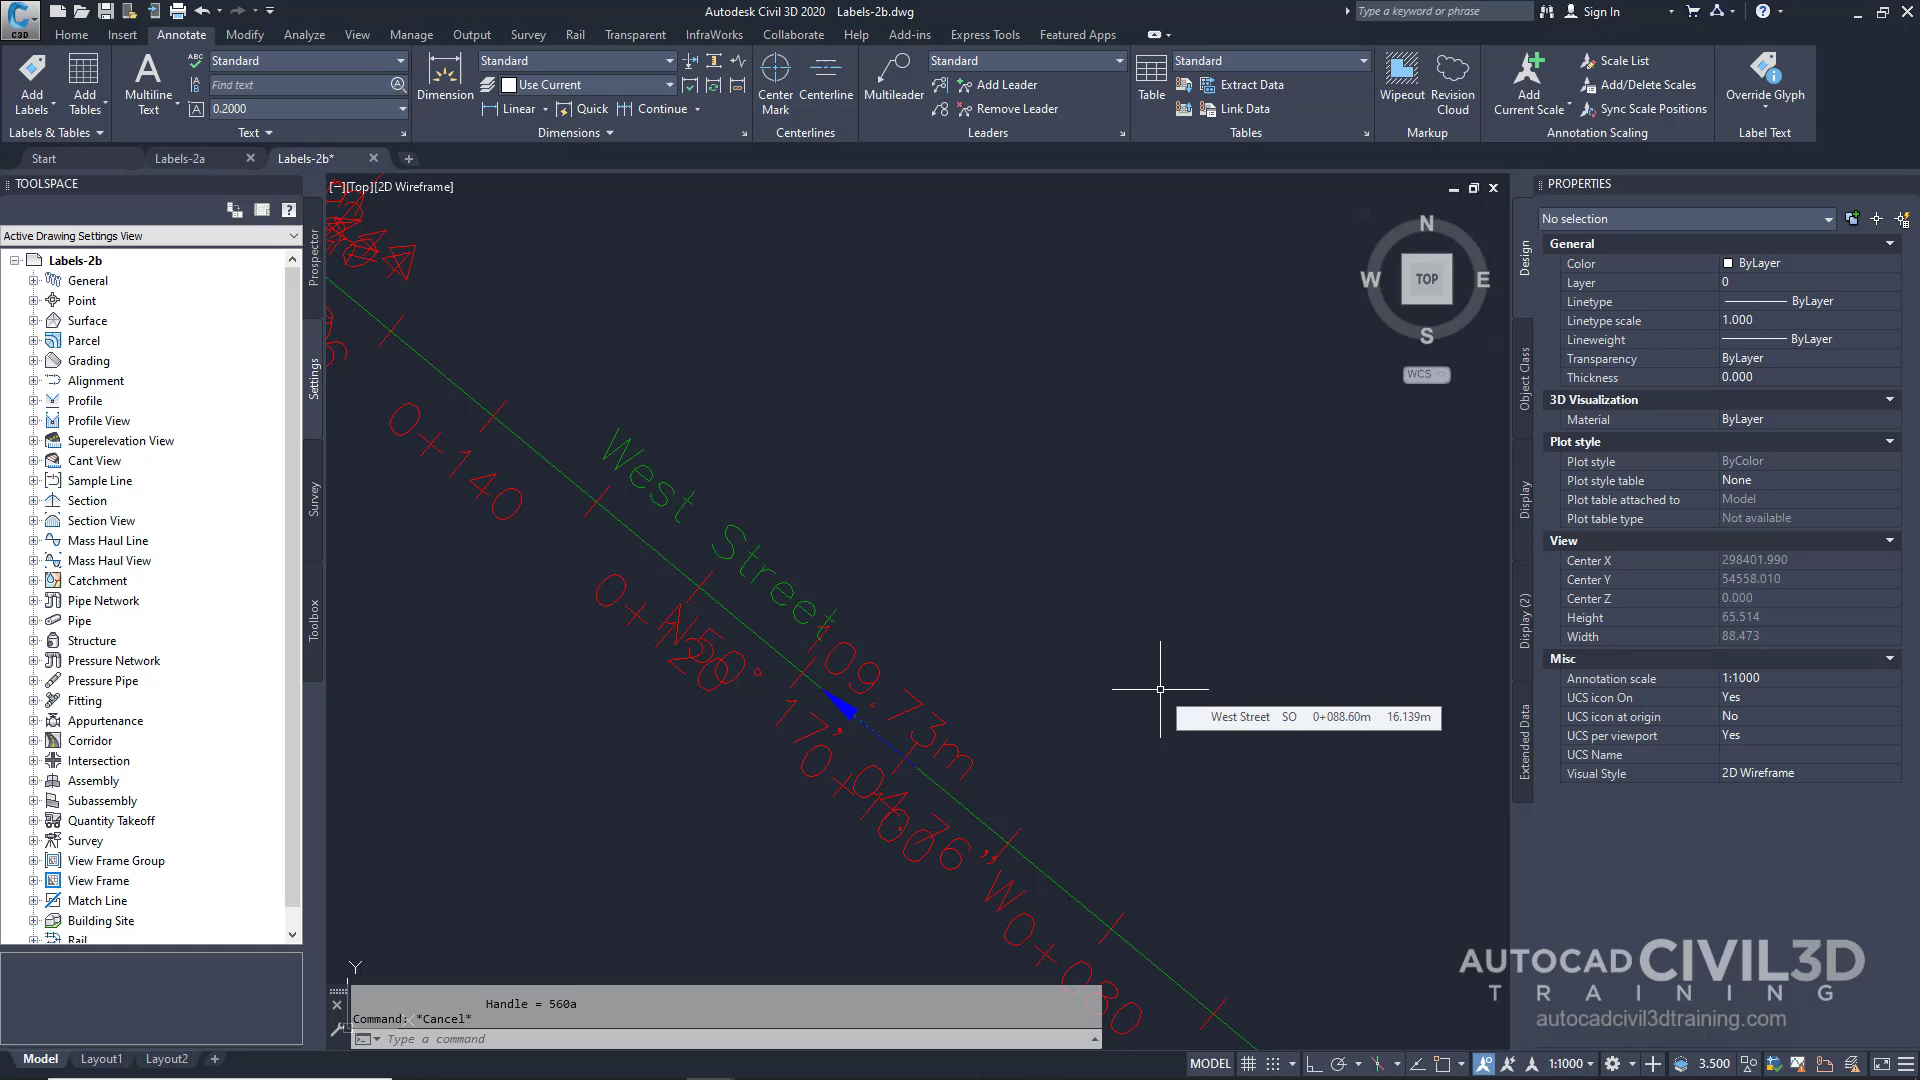 C3D
Autodesk Civil 3D 2020 Labels-2b.dwg
Type a keyword or phrase
Sign In
Home Insert Annotate Modify Analyze View Manage Output Survey Rail Transparent InfraWorks Collaborate Help Add-ins Express Tools Featured Apps
Add Labels
Add Tables
Labels & Tables
Multiline Text
ABC
Standard
Find text
0.2000
Text
Dimension
Standard
Use Current
Linear Quick Continue
Dimensions
Center Mark
Centerline
Centerlines
Multileader
Standard
Add Leader
Remove Leader
Leaders
Table
Standard
Extract Data
Link Data
Tables
Wipeout
Revision Cloud
Markup
Add Current Scale
Scale List
Add/Delete Scales
Sync Scale Positions
Annotation Scaling
Override Glyph
Label Text
Start Labels-2a Labels-2b*
TOOLSPACE
Active Drawing Settings View
Labels-2b
General
Point
Surface
Parcel
Grading
Alignment
Profile
Profile View
Superelevation View
Cant View
Sample Line
Section
Section View
Mass Haul Line
Mass Haul View
Catchment
Pipe Network
Pipe
Structure
Pressure Network
Pressure Pipe
Fitting
Appurtenance
Corridor
Intersection
Assembly
Subassembly
Quantity Takeoff
Survey
View Frame Group
View Frame
Match Line
Building Site
Rail
Prospector
Settings
Survey
Toolbox
[−][Top][2D Wireframe]
N
W TOP E
S
WCS
0+140
West Street
0+120
109.73m
0+100
0+080
West Street SO 0+088.60m 16.139m
Y
X
Handle = 560a
Command: *Cancel*
Type a command
PROPERTIES
No selection
Design
Object Class
Display
Display (2)
Extended Data
General
Color ByLayer
Layer 0
Linetype ByLayer
Linetype scale 1.000
Lineweight ByLayer
Transparency ByLayer
Thickness 0.000
3D Visualization
Material ByLayer
Plot style
Plot style ByColor
Plot style table None
Plot table attached to Model
Plot table type Not available
View
Center X 298401.990
Center Y 54558.010
Center Z 0.000
Height 65.514
Width 88.473
Misc
Annotation scale 1:1000
UCS icon On Yes
UCS icon at origin No
UCS per viewport Yes
UCS Name
Visual Style 2D Wireframe
AUTOCAD CIVIL 3D
TRAINING
autocadcivil3dtraining.com
Model Layout1 Layout2
MODEL 1:1000 3.500